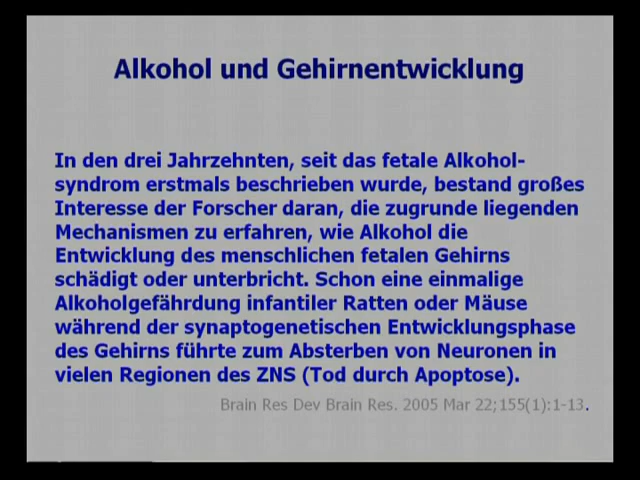 Alkohol und Gehirnentwicklung
In den drei Jahrzehnten, seit das fetale Alkohol-
syndrom erstmals beschrieben wurde, bestand großes
Interesse der Forscher daran, die zugrunde liegenden
Mechanismen zu erfahren, wie Alkohol die
Entwicklung des menschlichen fetalen Gehirns
schädigt oder unterbricht. Schon eine einmalige
Alkoholgefährdung infantiler Ratten oder Mäuse
während der synaptogenetischen Entwicklungsphase
des Gehirns führte zum Absterben von Neuronen in
vielen Regionen des ZNS (Tod durch Apoptose).
Brain Res Dev Brain Res. 2005 Mar 22;155(1):1-13.